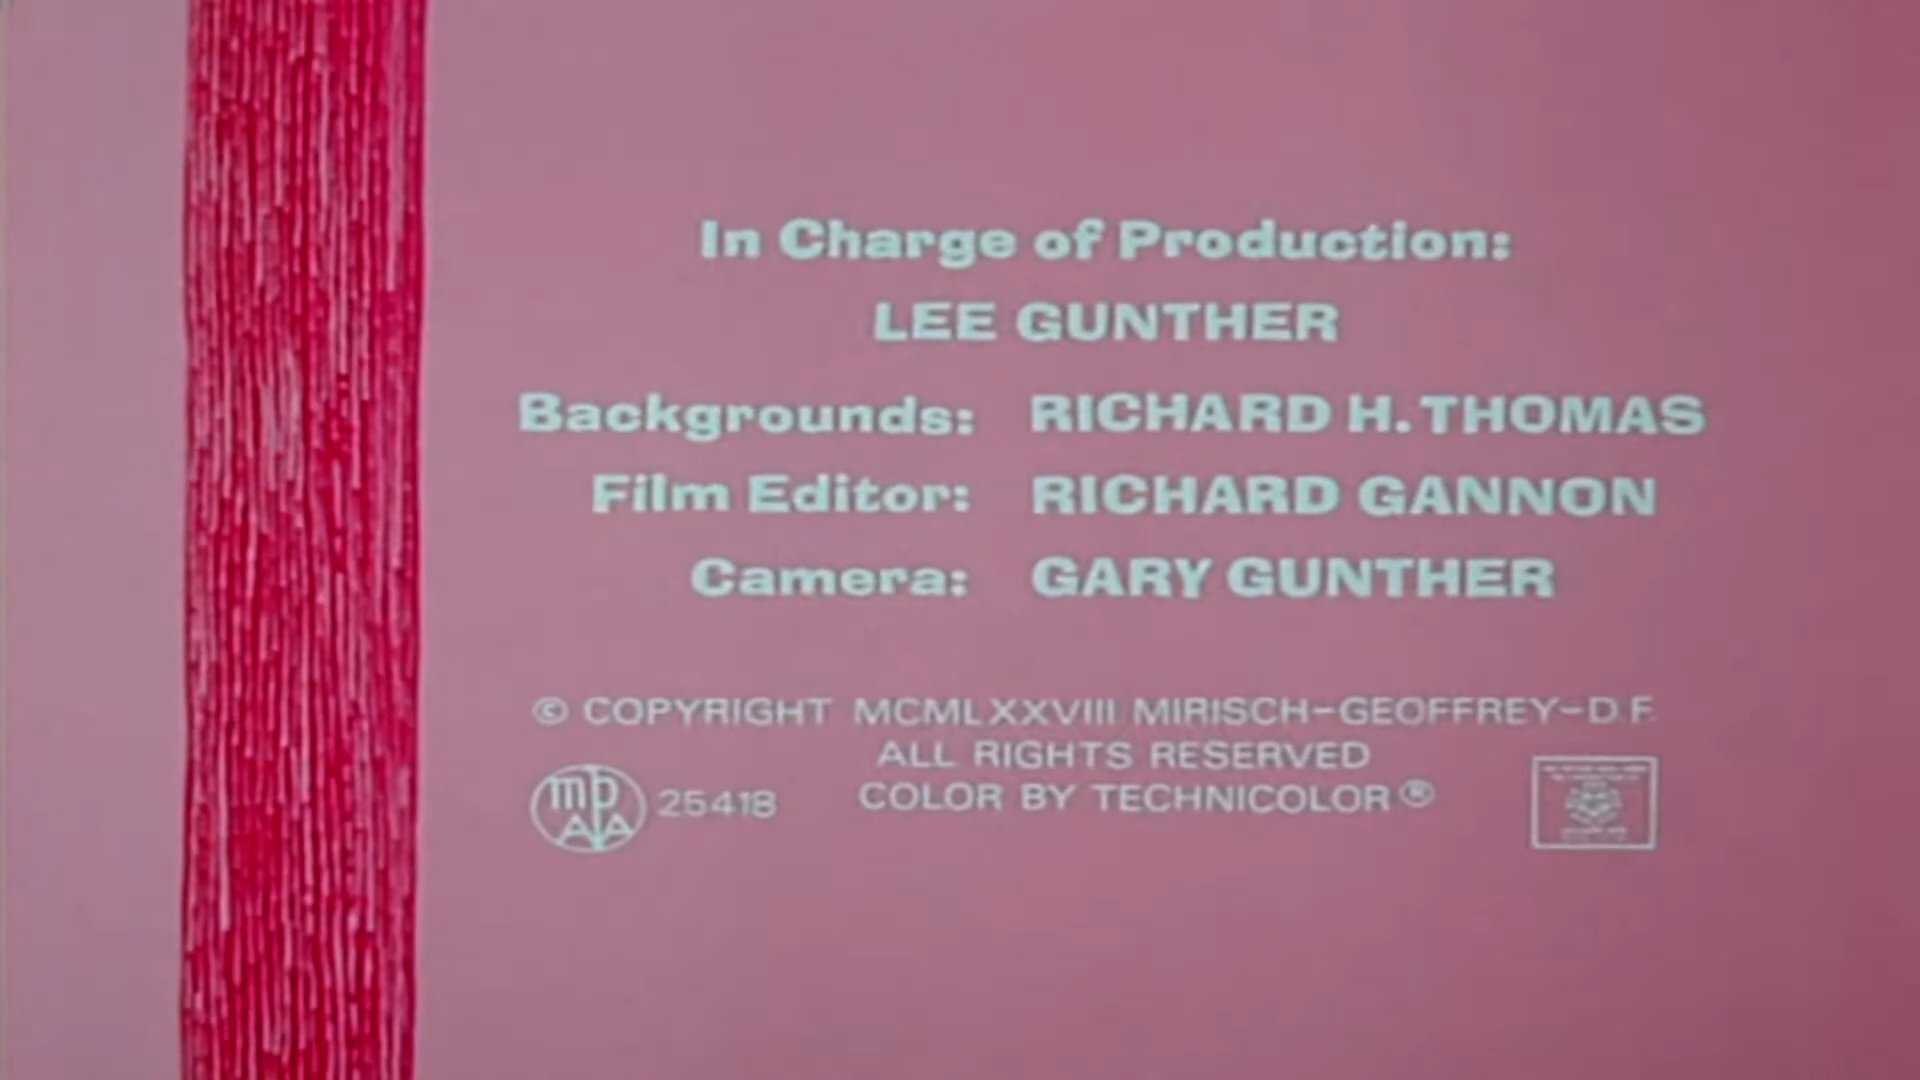 In Charge of Production:
LEE GUNTHER
Backgrounds: RICHARD H. THOMAS
Film Editor: RICHARD GANNON
Camera: GARY GUNTHER
© COPYRIGHT MCMLXXVIII MIRISCH-GEOFFREY-D.F.
ALL RIGHTS RESERVED
MPAA 25418 COLOR BY TECHNICOLOR®